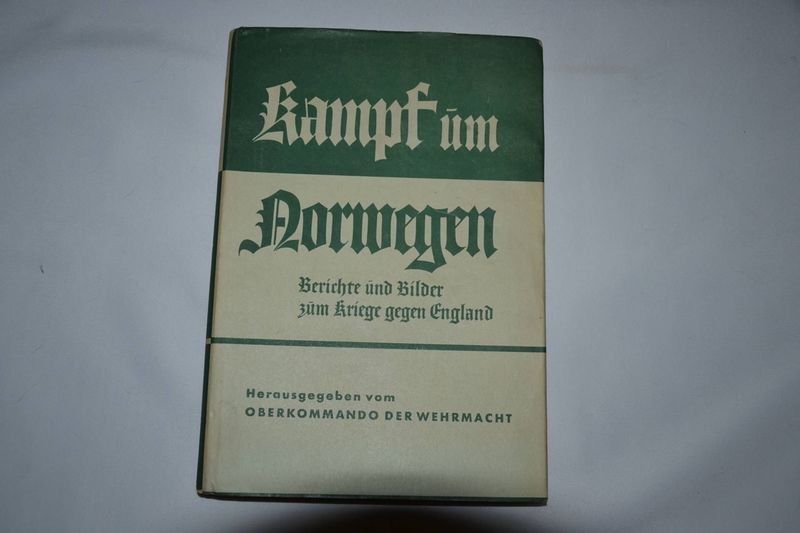 Kampf um
Norwegen
Berichte und Bilder
zum Kriege gegen England
Herausgegeben vom
OBERKOMMANDO DER WEHRMACHT